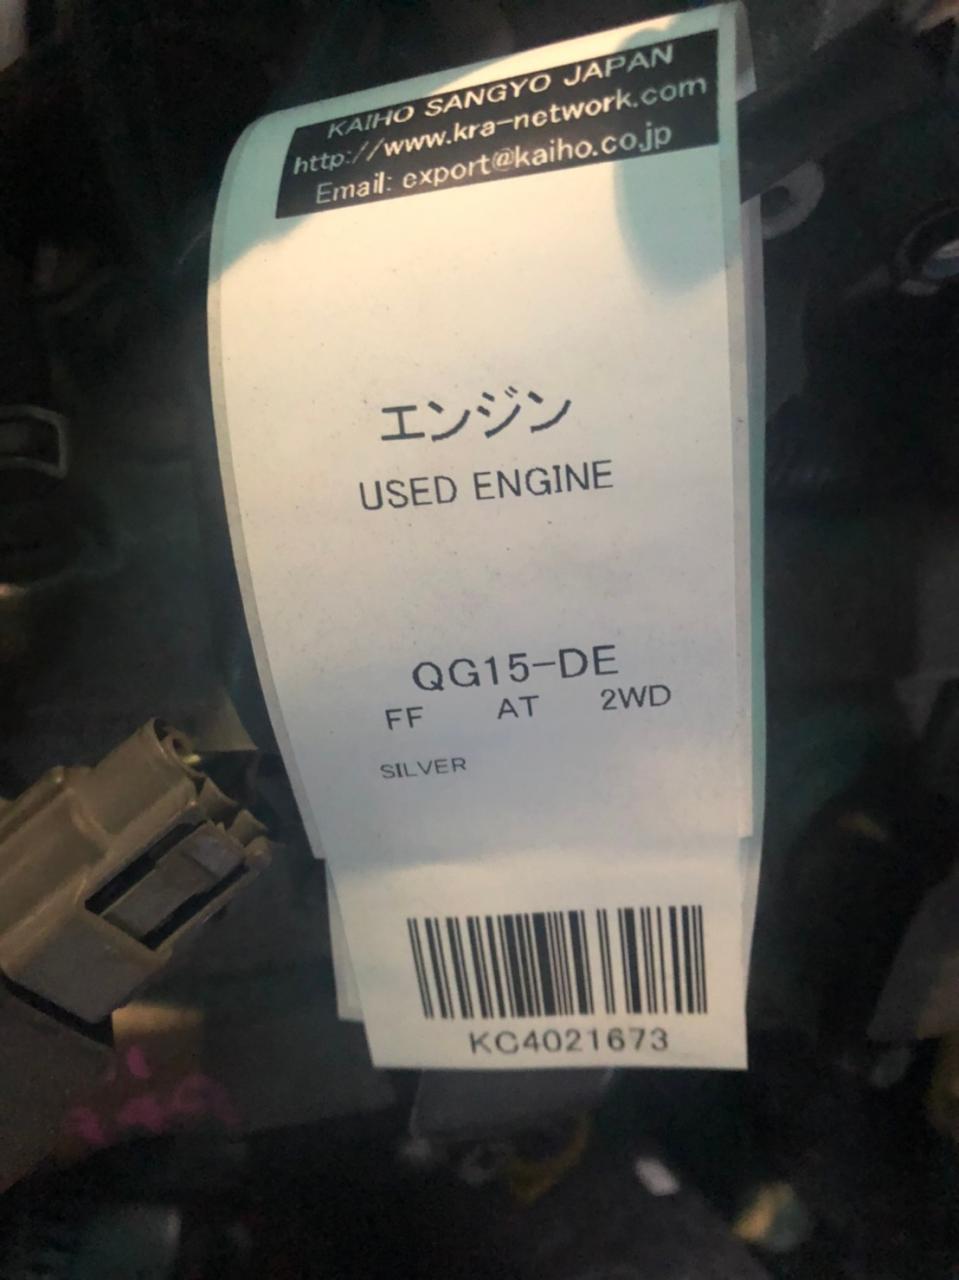 KAIHO SANGYO JAPAN
http://www.kra-network.com
Email: export@kaiho.co.jp
エンジン
USED ENGINE
QG15-DE
FF AT 2WD
SILVER
KC4021673